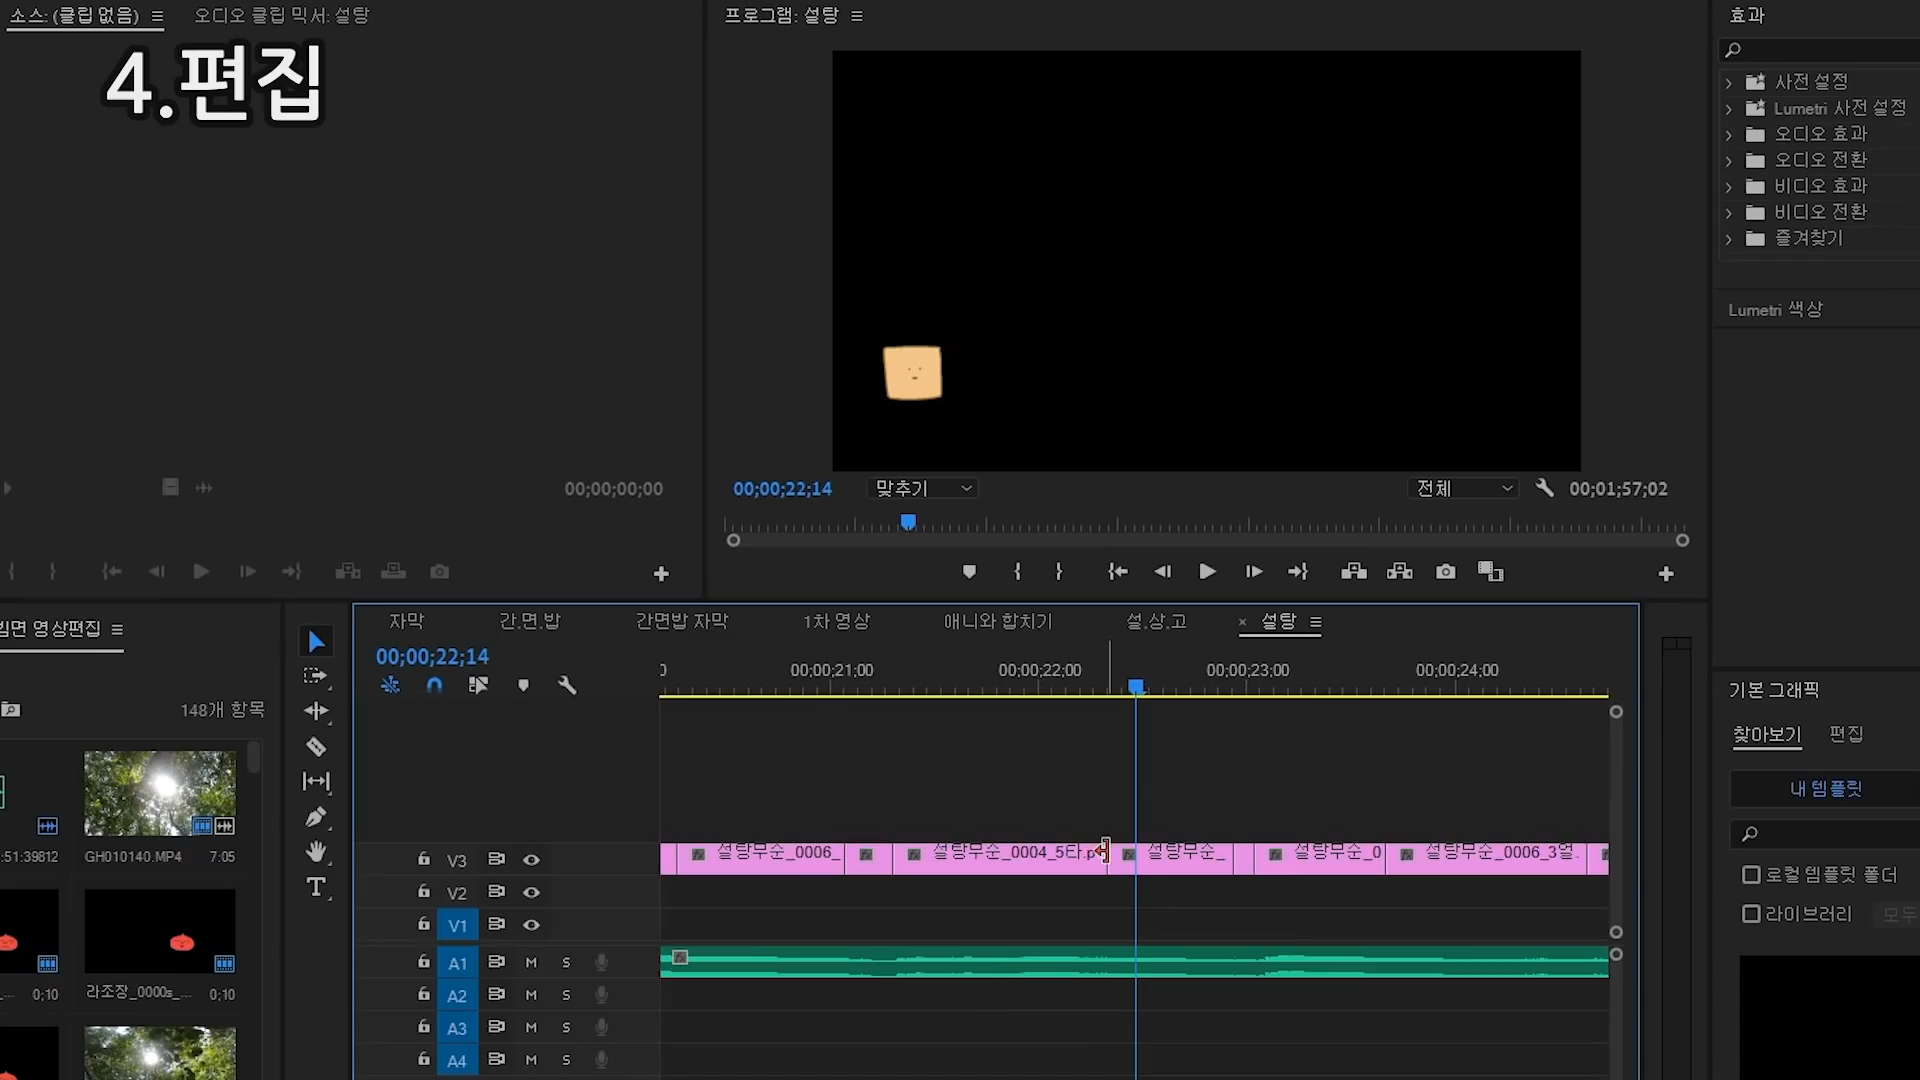 소스: (클립 없음)
오디오 클립 믹서: 설탕
프로그램: 설탕
효과
4.편집
사전 설정
Lumetri 사전 설정
오디오 효과
오디오 전환
비디오 효과
비디오 전환
즐겨찾기
Lumetri 색상
00;00;00;00
00;00;22;14
맞추기
전체
00;01;57;02
면 영상편집
자막
간.면.밥
간면밥 자막
1차 영상
애니와 합치기
설.상.고
× 설탕
00;00;22;14
00;00;21;00
00;00;22;00
00;00;23;00
00;00;24;00
148개 항목
기본 그래픽
찾아보기
편집
내 템플릿
:51:39812
GH010140.MP4
7:05
V3
설탕무순_0006_
설탕무순_0004_5타.p
설탕무순_
설탕무순_0
설탕무순_0006_3열.
로컬 템플릿 폴더
V2
라이브러리
모두
V1
A1 M S
0;10
라조장_0000s_...
0;10
A2 M S
A3 M S
A4 M S